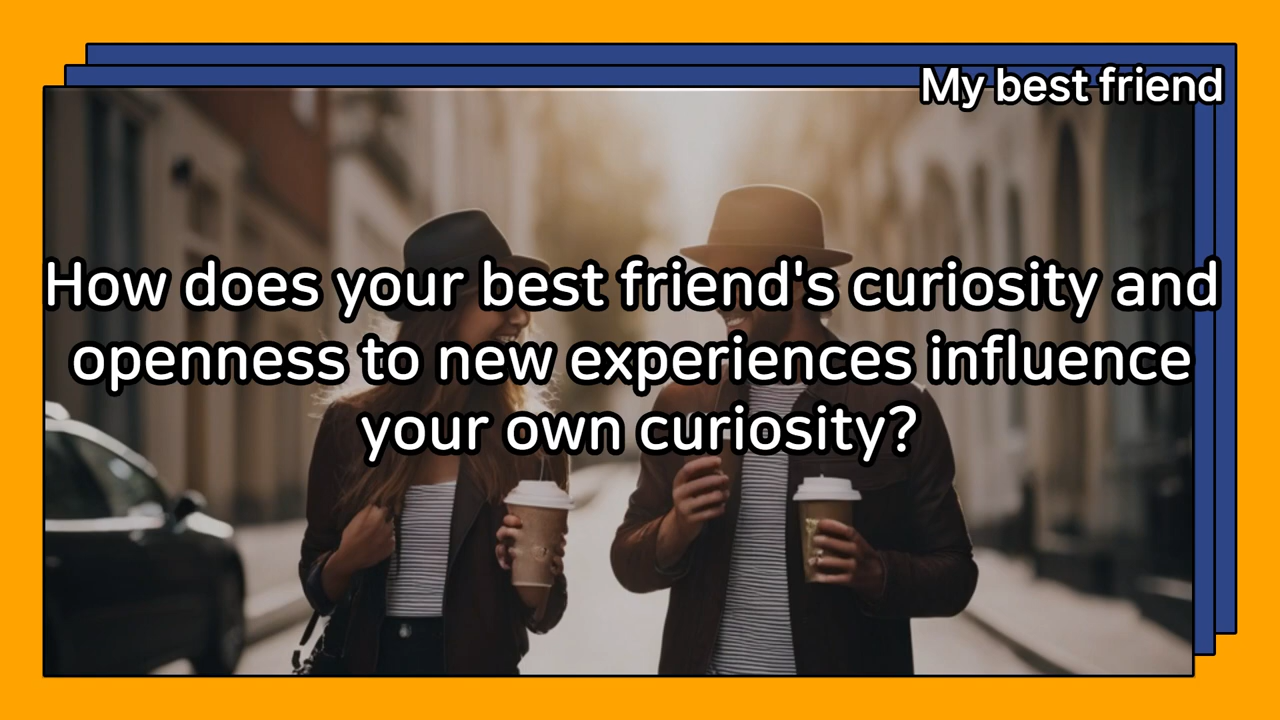 My best friend
How does your best friend's curiosity and
openness to new experiences influence
your own curiosity?